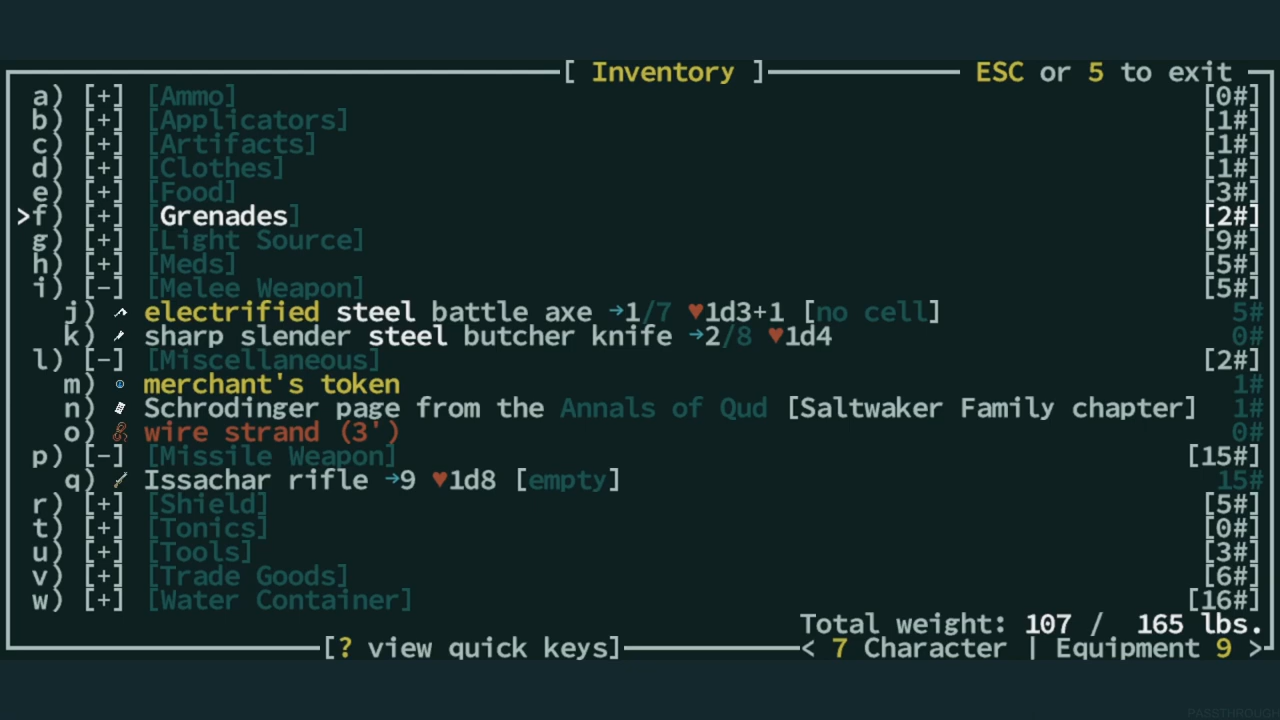 [ Inventory ] ESC or 5 to exit
a) [+] [Ammo] [0#]
b) [+] [Applicators] [1#]
c) [+] [Artifacts] [1#]
d) [+] [Clothes] [1#]
e) [+] [Food] [3#]
>f) [+] [Grenades] [2#]
g) [+] [Light Source] [9#]
h) [+] [Meds] [5#]
i) [-] [Melee Weapon] [5#]
j) electrified steel battle axe →1/7 ♥1d3+1 [no cell] 5#
k) sharp slender steel butcher knife →2/8 ♥1d4 0#
l) [-] [Miscellaneous] [2#]
m) merchant's token 1#
n) Schrodinger page from the Annals of Qud [Saltwaker Family chapter] 1#
o) wire strand (3') 0#
p) [-] [Missile Weapon] [15#]
q) Issachar rifle →9 ♥1d8 [empty] 15#
r) [+] [Shield] [5#]
t) [+] [Tonics] [0#]
u) [+] [Tools] [3#]
v) [+] [Trade Goods] [6#]
w) [+] [Water Container] [16#]
Total weight: 107 / 165 lbs.
[? view quick keys] < 7 Character | Equipment 9 >